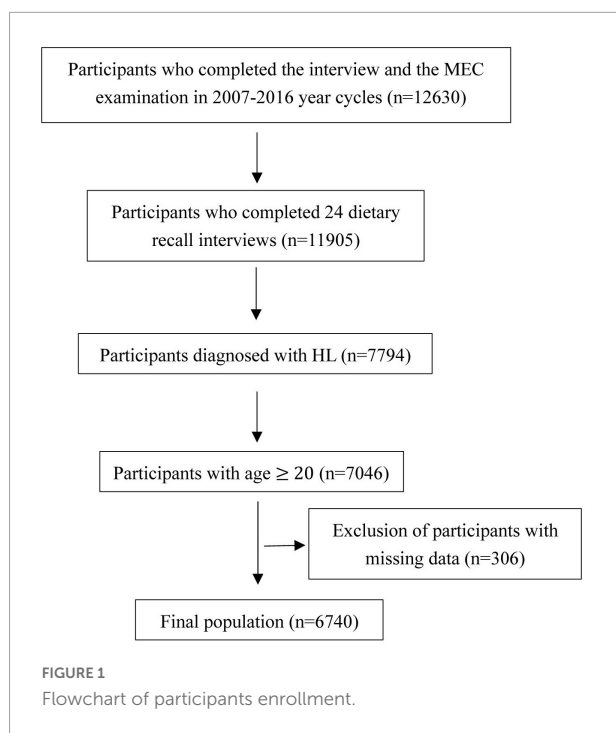 Participants who completed the interview and the MEC
examination in 2007-2016 year cycles (n=12630)
Participants who completed 24 dietary
recall interviews (n=11905)
Participants diagnosed with HL (n=7794)
Participants with age ≥ 20 (n=7046)
Exclusion of participants with
missing data (n=306)
Final population (n=6740)
FIGURE 1
Flowchart of participants enrollment.